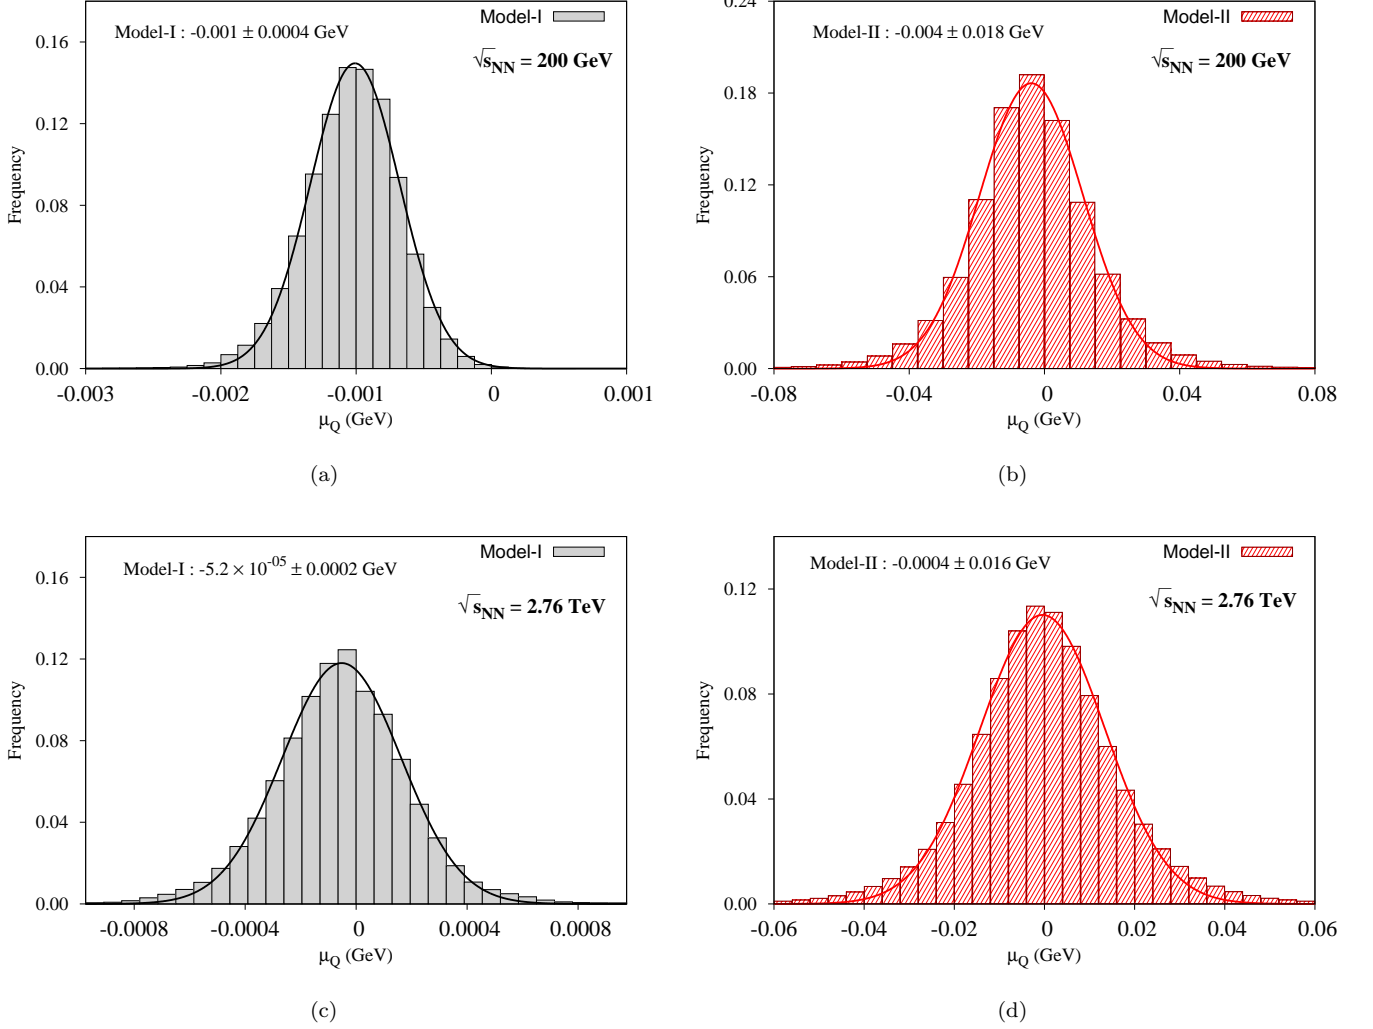 Model-I
Model-I : -0.001 ± 0.0004 GeV
√sNN = 200 GeV
0.16
0.12
0.08
0.04
0.00
Frequency
-0.003 -0.002 -0.001 0 0.001
μQ (GeV)
(a)
0.24
Model-II
Model-II : -0.004 ± 0.018 GeV
√sNN = 200 GeV
0.18
0.12
0.06
0.00
Frequency
-0.08 -0.04 0 0.04 0.08
μQ (GeV)
(b)
Model-I
Model-I : -5.2 × 10-05 ± 0.0002 GeV
√sNN = 2.76 TeV
0.16
0.12
0.08
0.04
0.00
Frequency
-0.0008 -0.0004 0 0.0004 0.0008
μQ (GeV)
(c)
Model-II
Model-II : -0.0004 ± 0.016 GeV
√sNN = 2.76 TeV
0.12
0.08
0.04
0.00
Frequency
-0.06 -0.04 -0.02 0 0.02 0.04 0.06
μQ (GeV)
(d)